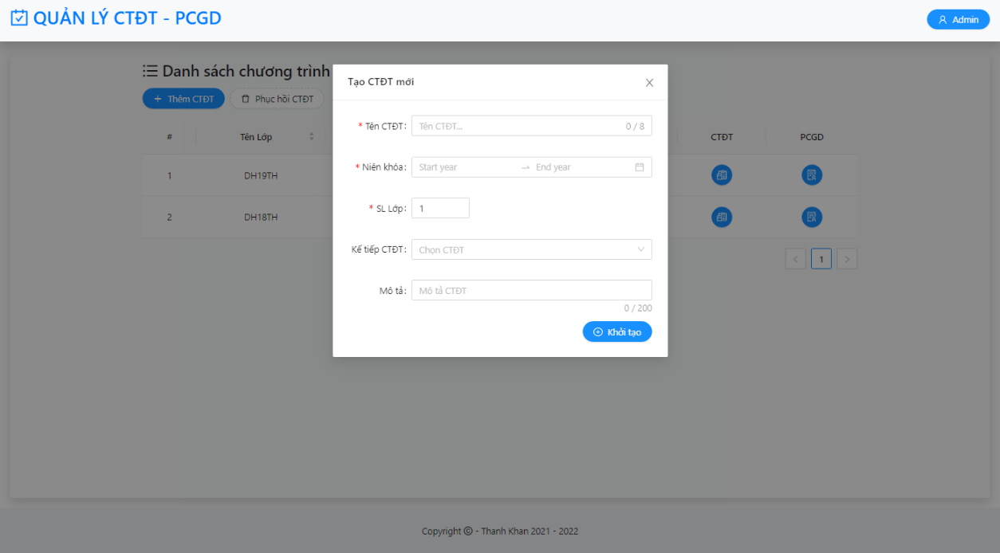 QUẢN LÝ CTĐT - PCGD
Admin
Danh sách chương trình
Thêm CTĐT
Phục hồi CTĐT
Tạo CTĐT mới
* Tên CTĐT: Tên CTĐT... 0 / 8
* Niên khóa: Start year → End year
* SL Lớp: 1
Kế tiếp CTĐT: Chọn CTĐT
Mô tả: Mô tả CTĐT
0 / 200
Khởi tạo
# Tên Lớp CTĐT PCGD
1 DH19TH
2 DH18TH
< 1 >
Copyright © - Thanh Khan 2021 - 2022